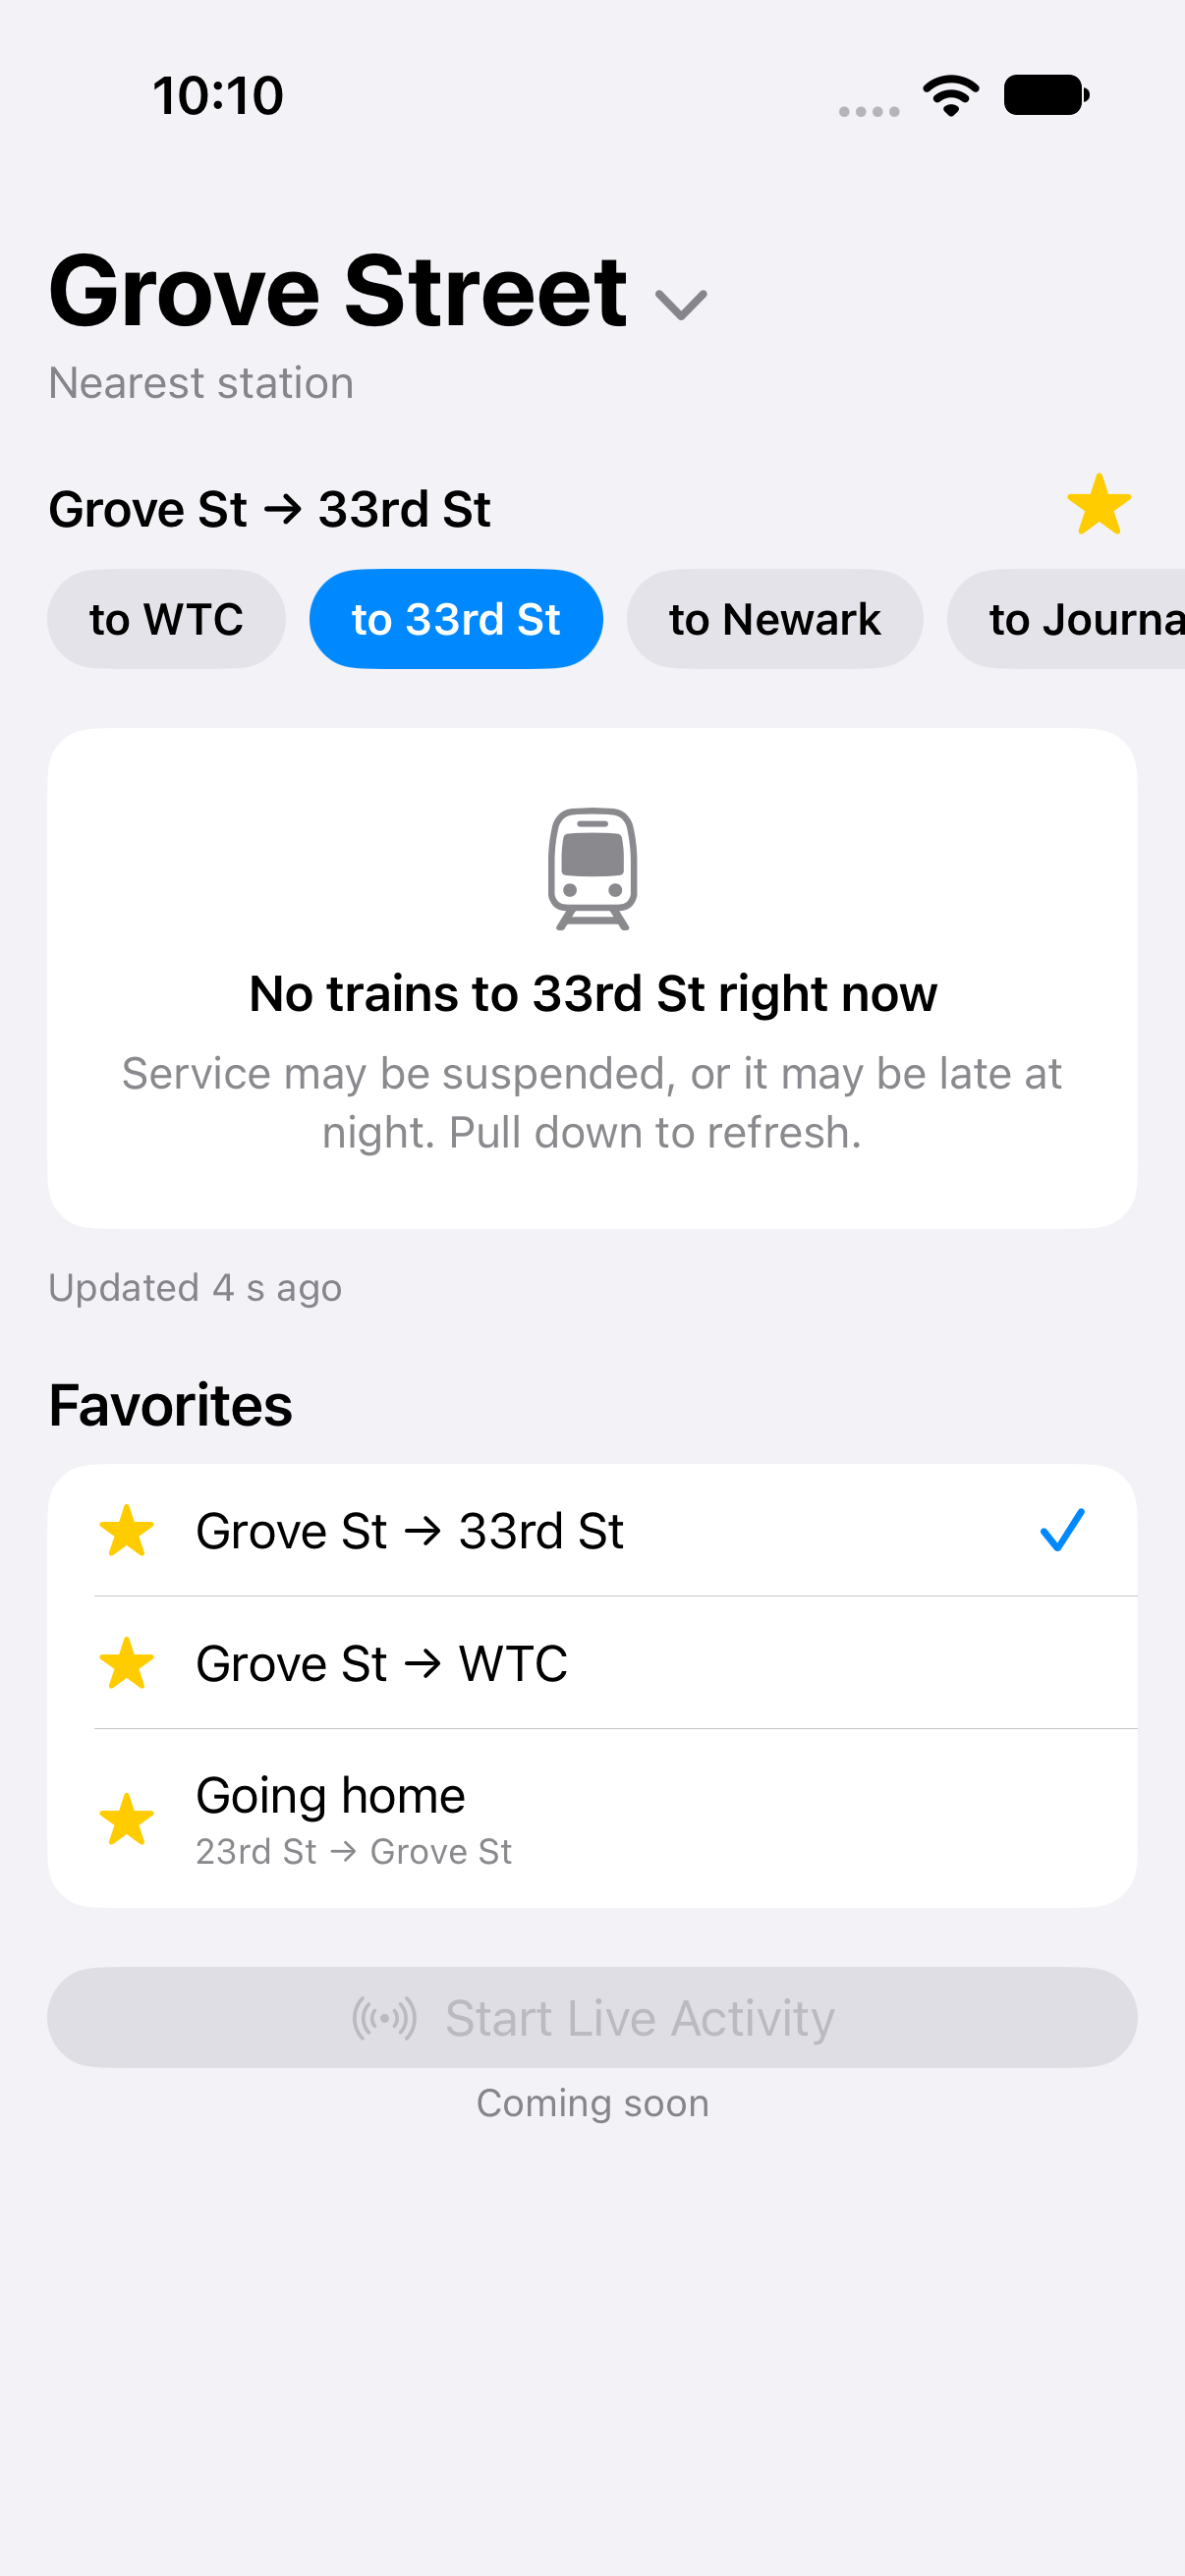 10:10
Grove Street
Nearest station
Grove St → 33rd St
to WTC
to 33rd St
to Newark
to Journa
No trains to 33rd St right now
Service may be suspended, or it may be late at
night. Pull down to refresh.
Updated 4 s ago
Favorites
Grove St → 33rd St
Grove St → WTC
Going home
23rd St → Grove St
Start Live Activity
Coming soon